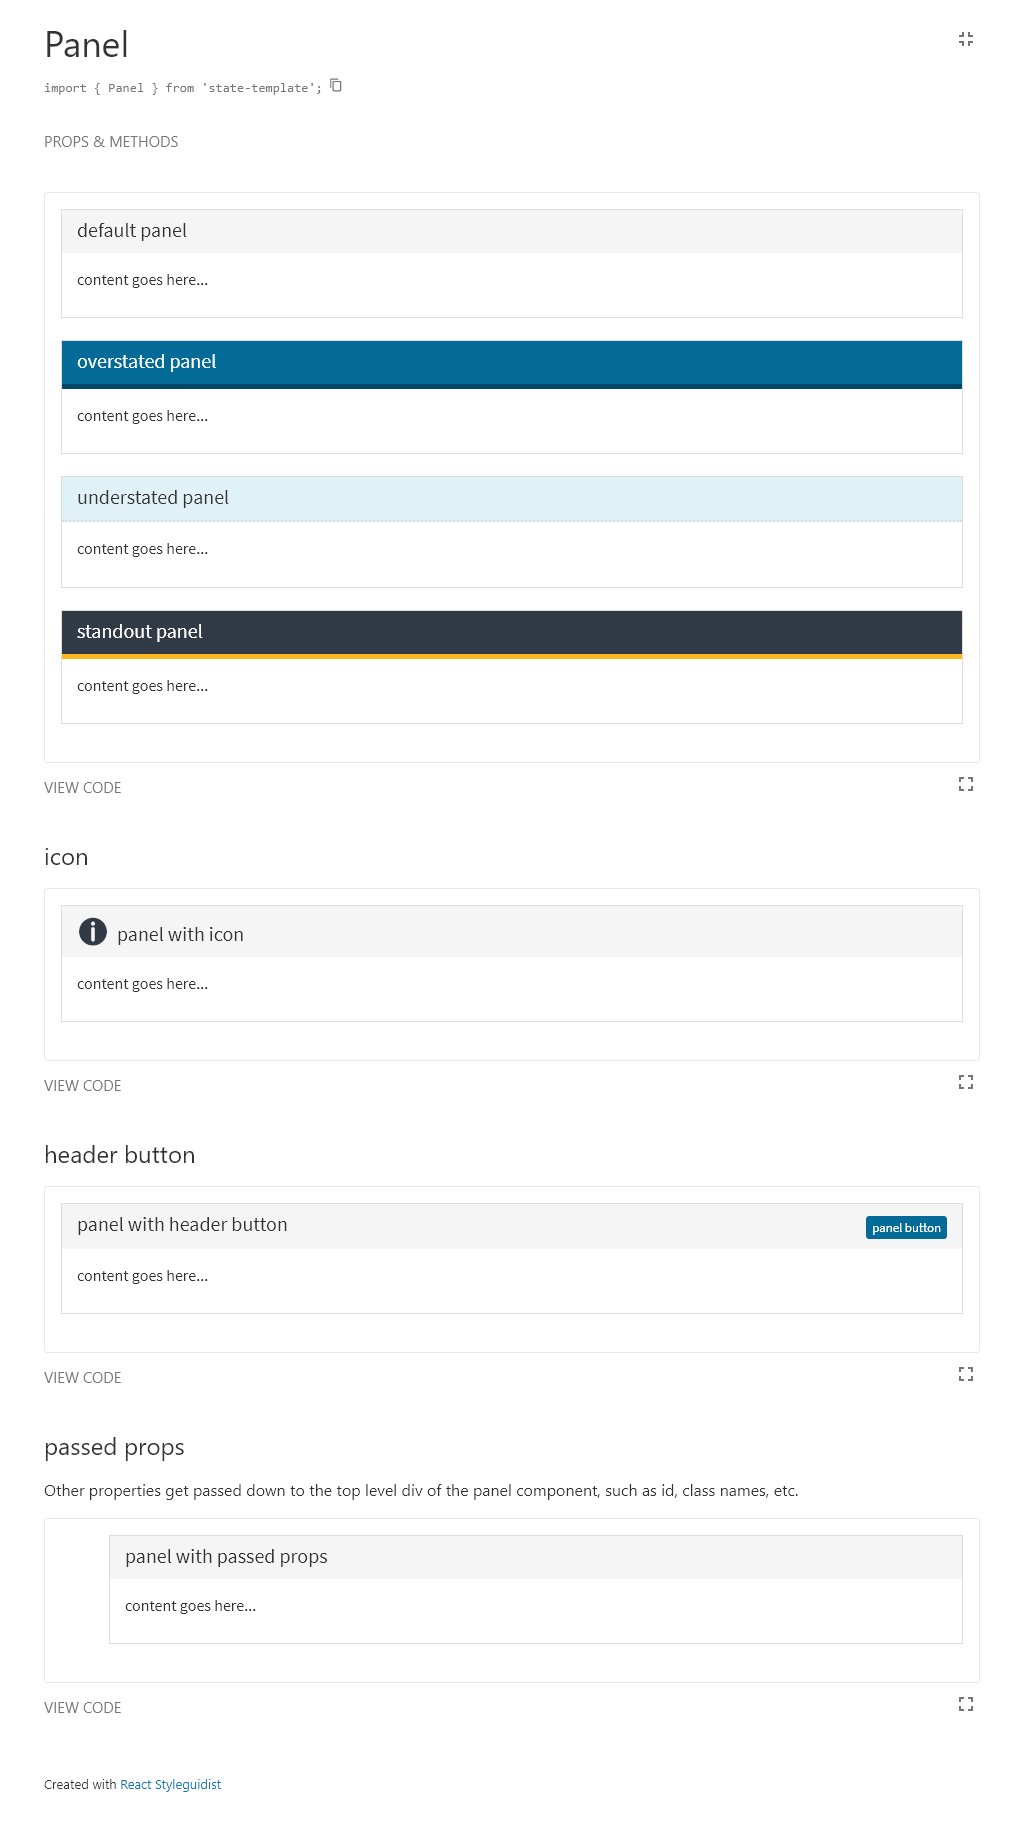 Panel
import { Panel } from 'state-template';
PROPS & METHODS
default panel
content goes here...
overstated panel
content goes here...
understated panel
content goes here...
standout panel
content goes here...
VIEW CODE
icon
panel with icon
content goes here...
VIEW CODE
header button
panel with header button
panel button
content goes here...
VIEW CODE
passed props
Other properties get passed down to the top level div of the panel component, such as id, class names, etc.
panel with passed props
content goes here...
VIEW CODE
Created with React Styleguidist